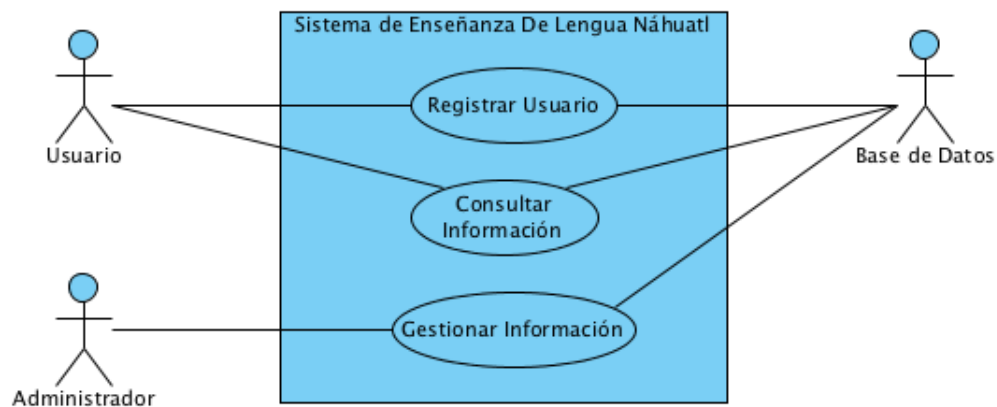 Sistema de Enseñanza De Lengua Náhuatl
Registrar Usuario
Usuario
Base de Datos
Consultar
Información
Gestionar Información
Administrador